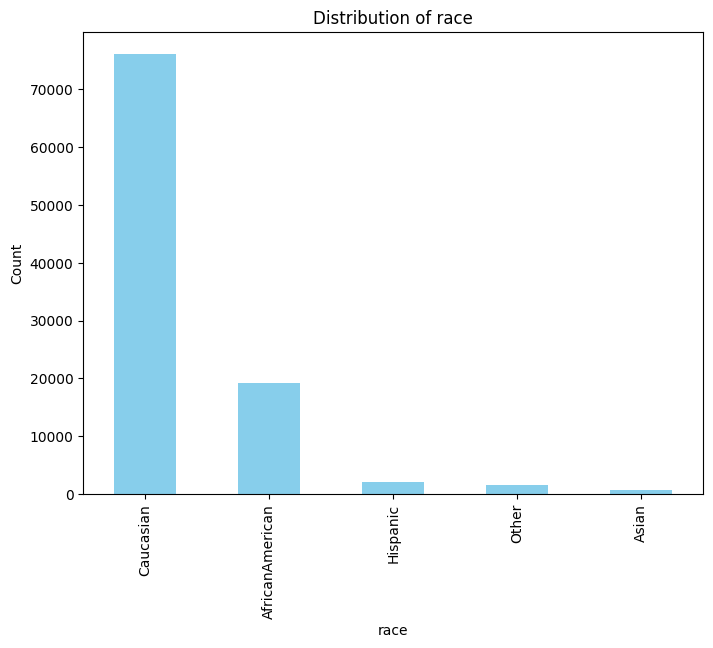 Distribution of race
Count
70000
60000
50000
40000
30000
20000
10000
0
Caucasian
AfricanAmerican
Hispanic
Other
Asian
race